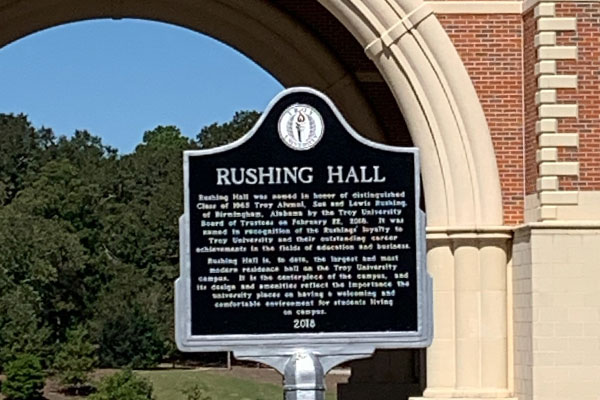 RUSHING HALL
Rushing Hall was named in honor of distinguished
Class of 1963 Troy Alumni, Sue and Lewis Rushing,
of Birmingham, Alabama by the Troy University
Board of Trustees on February 22, 2018. It was
named in recognition of the Rushings' loyalty to
Troy University and their outstanding career
achievements in the fields of education and business.
Rushing Hall is, to date, the largest and most
modern residence hall on the Troy University
campus. It is the centerpiece of the campus, and
its design and amenities reflect the importance the
university places on having a welcoming and
comfortable environment for students living
on campus.
2018